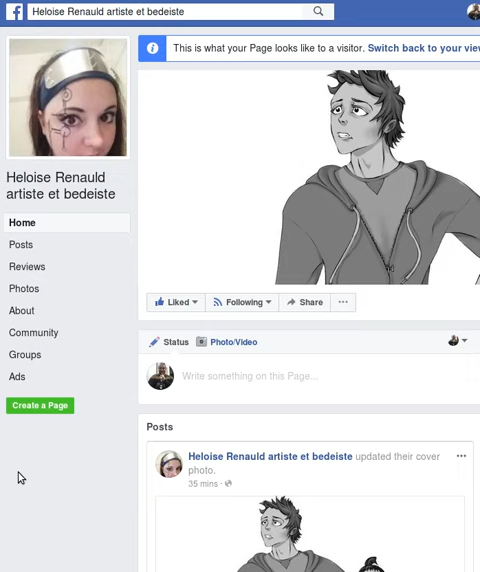 Heloise Renauld artiste et bedeiste
This is what your Page looks like to a visitor. Switch back to your
Heloise Renauld
artiste et bedeiste
Home
Posts
Reviews
Photos
About
Community
Groups
Ads
Create a Page
Liked
Following
Share
Status
Photo/Video
Write something on this Page...
Posts
Heloise Renauld artiste et bedeiste updated their cover
photo.
35 mins ·